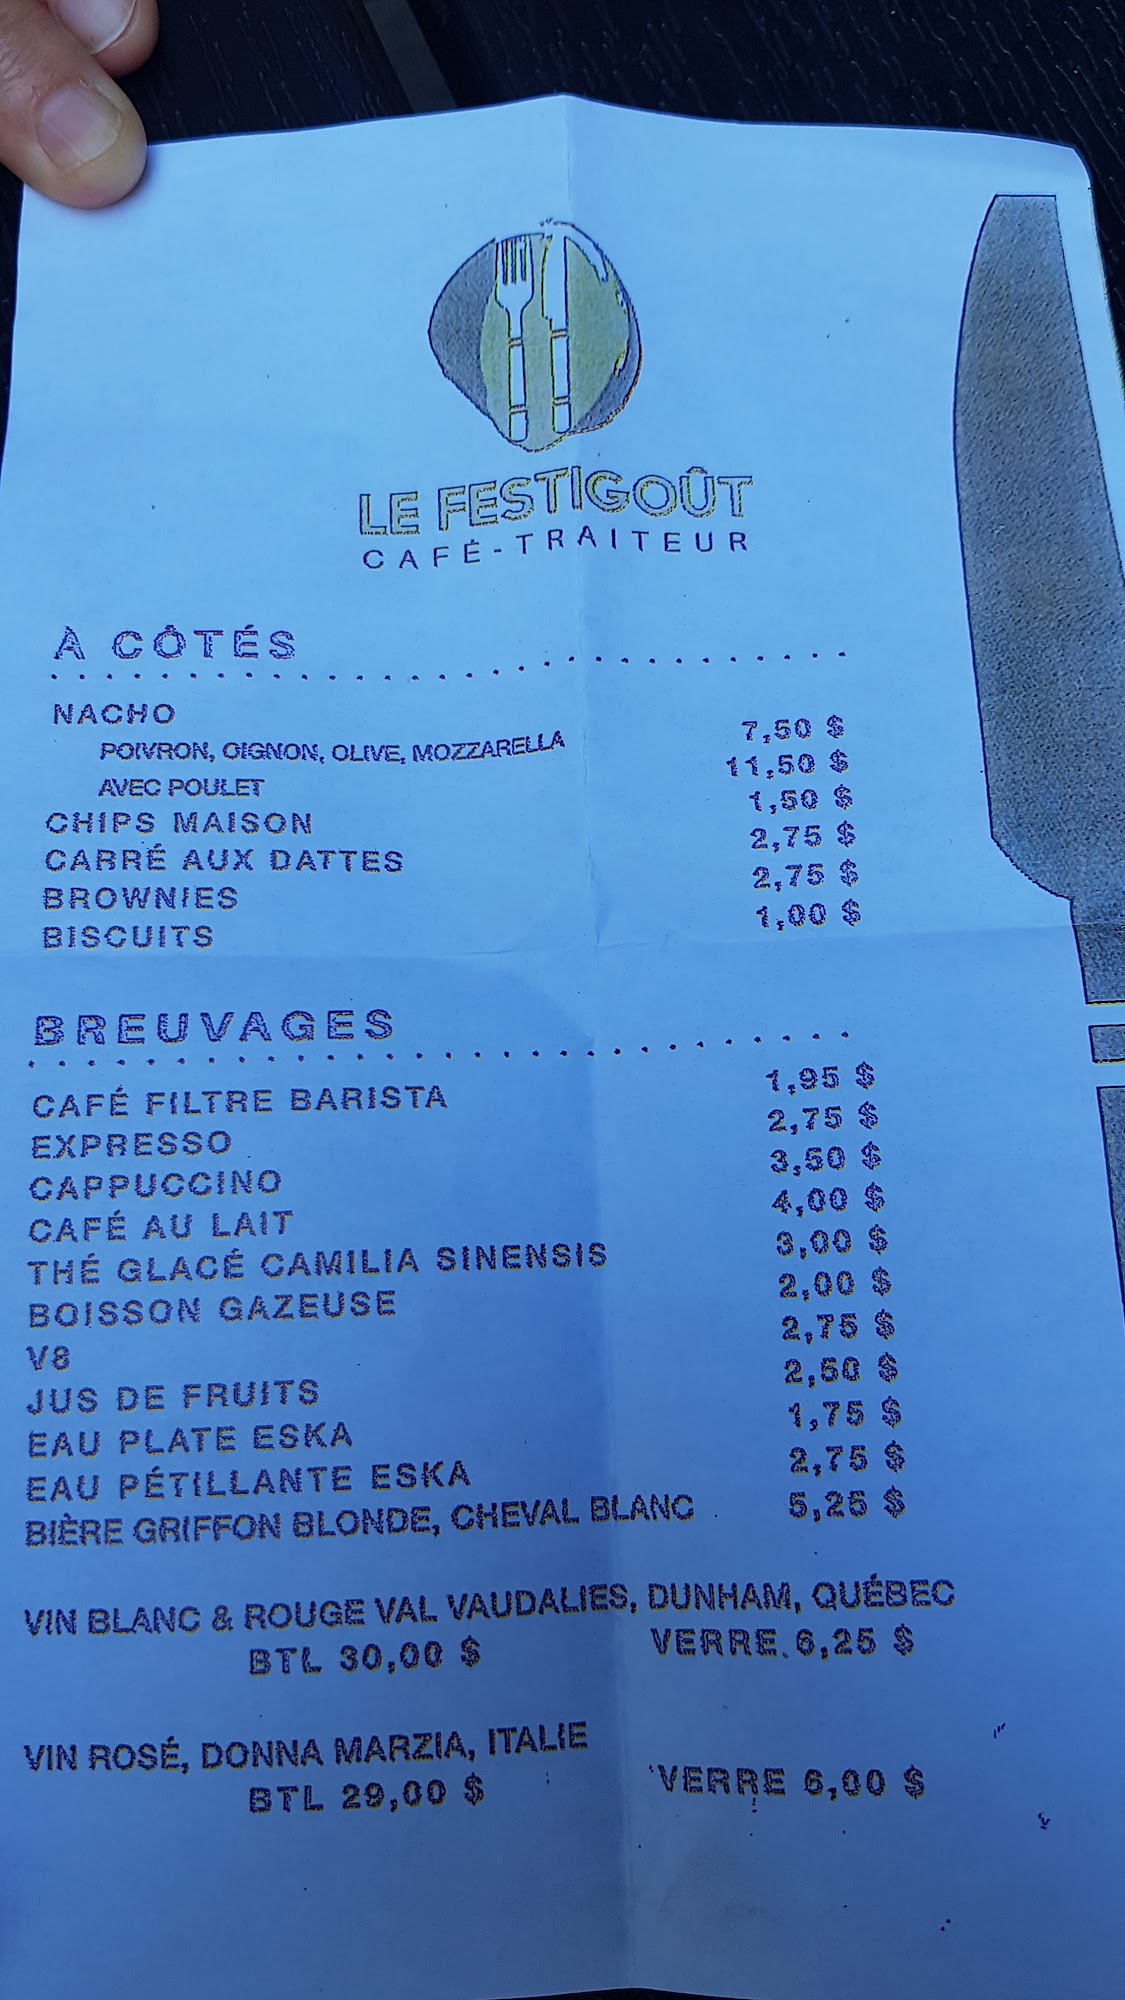 LE FESTIGOÛT
CAFÉ-TRAITEUR
À CÔTÉS
NACHO
POIVRON, OIGNON, OLIVE, MOZZARELLA 7,50 $
AVEC POULET 11,50 $
CHIPS MAISON 1,50 $
CARRÉ AUX DATTES 2,75 $
BROWNIES 2,75 $
BISCUITS 1,00 $
BREUVAGES
CAFÉ FILTRE BARISTA 1,95 $
EXPRESSO 2,75 $
CAPPUCCINO 3,50 $
CAFÉ AU LAIT 4,00 $
THÉ GLACÉ CAMILIA SINENSIS 3,00 $
BOISSON GAZEUSE 2,00 $
V8 2,75 $
JUS DE FRUITS 2,50 $
EAU PLATE ESKA 1,75 $
EAU PÉTILLANTE ESKA 2,75 $
BIÈRE GRIFFON BLONDE, CHEVAL BLANC 5,25 $
VIN BLANC & ROUGE VAL VAUDALIES, DUNHAM, QUÉBEC
BTL 30,00 $ VERRE 6,25 $
VIN ROSÉ, DONNA MARZIA, ITALIE
BTL 29,00 $ VERRE 6,00 $